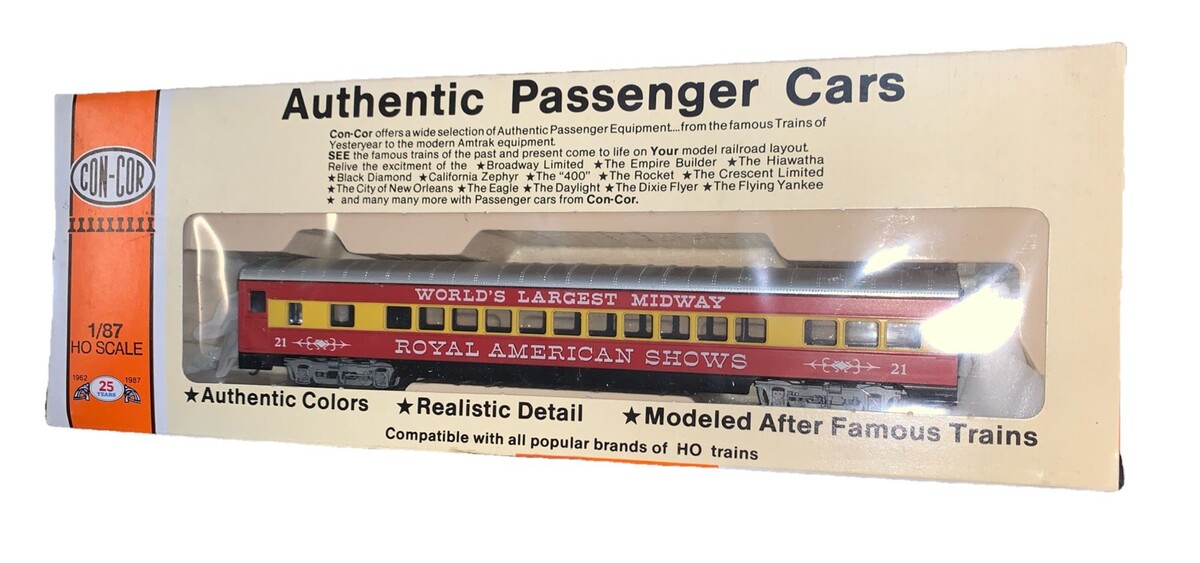 Authentic Passenger Cars
Con-Cor offers a wide selection of Authentic Passenger Equipment....from the famous Trains of
Yesteryear to the modern Amtrak equipment.
SEE the famous trains of the past and present come to life on Your model railroad layout.
Relive the excitment of the ★Broadway Limited ★The Empire Builder ★The Hiawatha
★Black Diamond ★California Zephyr ★The "400" ★The Rocket ★The Crescent Limited
★The City of New Orleans ★The Eagle ★The Daylight ★The Dixie Flyer ★The Flying Yankee
★ and many many more with Passenger cars from Con-Cor.
CON-COR
1/87
HO SCALE
1962 1987
25
YEARS
WORLD'S LARGEST MIDWAY
21 ROYAL AMERICAN SHOWS 21
★Authentic Colors ★Realistic Detail ★Modeled After Famous Trains
Compatible with all popular brands of HO trains